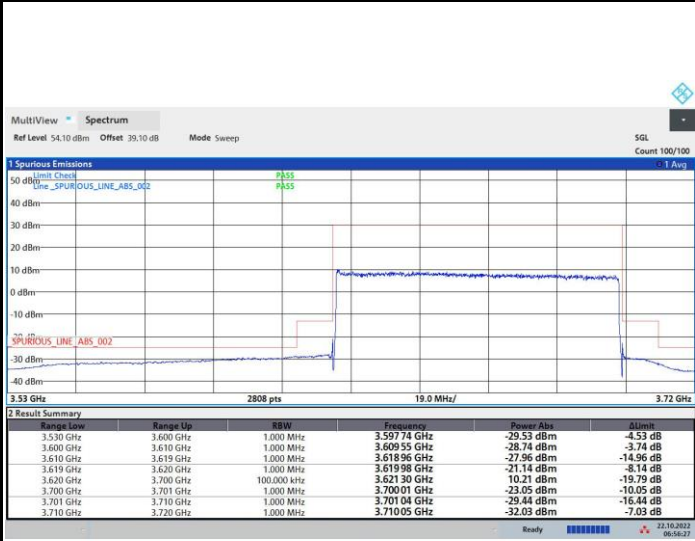 MultiView Spectrum
Ref Level 54.10 dBm Offset 39.10 dB Mode Sweep SGL
Count 100/100
1 Spurious Emissions 1 Avg
Limit Check PASS
Line _SPURIOUS_LINE_ABS_002 PASS
50 dBm
40 dBm
30 dBm
20 dBm
10 dBm
0 dBm
-10 dBm
-20 dBm
SPURIOUS_LINE_ABS_002
-30 dBm
-40 dBm
3.53 GHz 2808 pts 19.0 MHz/ 3.72 GHz
2 Result Summary
Range Low Range Up RBW Frequency Power Abs ΔLimit
3.530 GHz 3.600 GHz 1.000 MHz 3.597 74 GHz -29.53 dBm -4.53 dB
3.600 GHz 3.610 GHz 1.000 MHz 3.609 55 GHz -28.74 dBm -3.74 dB
3.610 GHz 3.619 GHz 1.000 MHz 3.618 96 GHz -27.96 dBm -14.96 dB
3.619 GHz 3.620 GHz 1.000 MHz 3.619 98 GHz -21.14 dBm -8.14 dB
3.620 GHz 3.700 GHz 100.000 kHz 3.621 30 GHz 10.21 dBm -19.79 dB
3.700 GHz 3.701 GHz 1.000 MHz 3.700 01 GHz -23.05 dBm -10.05 dB
3.701 GHz 3.710 GHz 1.000 MHz 3.701 04 GHz -29.44 dBm -16.44 dB
3.710 GHz 3.720 GHz 1.000 MHz 3.710 05 GHz -32.03 dBm -7.03 dB
Ready 22.10.2022
06:56:27